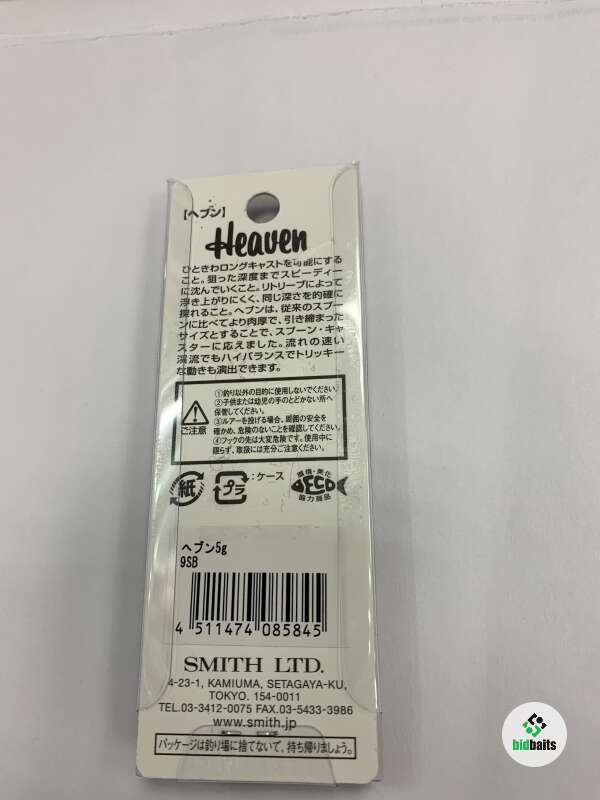 【ヘブン】
Heaven
ひときわロングキャストを可能にする
こと。狙った深度までスピーディー
に沈んでいくこと。リトリーブによって
浮き上がりにくく、同じ深さを的確に
探れること。ヘブンは、従来のスプー
ンに比べてより肉厚で、引き締まった
サイズとすることで、スプーン・キャ
スターに応えました。流れの速い
渓流でもハイバランスでトリッキー
な動きも演出できます。
ご注意
①釣り以外の目的に使用しないでください。
②子供または幼児の手のとどかない所へ
保管してください。
③ルアーを投げる場合、周囲の安全を
確かめ、危険のないことを確認してください。
④フックの先は大変危険です。使用中に
限らず、取扱には充分ご注意ください。
紙
プラ
:ケース
環境・美化
DECO
協力商品
ヘブン5g
9SB
4 511474 085845
SMITH LTD.
4-23-1, KAMIUMA, SETAGAYA-KU,
TOKYO. 154-0011
TEL.03-3412-0075 FAX.03-5433-3986
www.smith.jp
パッケージは釣り場に捨てないで、持ち帰りましょう。
bidbaits